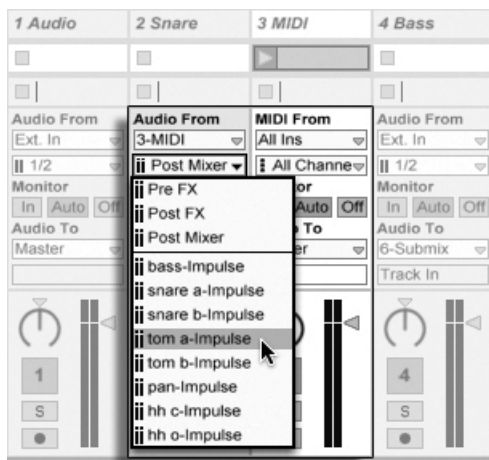 1 Audio
2 Snare
3 MIDI
4 Bass
Audio From
Audio From
MIDI From
Audio From
Ext. In
3-MIDI
All Ins
Ext. In
1/2
Post Mixer
All Channe
1/2
Monitor
Pre FX
or
Monitor
In Auto Off
Post FX
Auto Off
In Auto Off
Audio To
Post Mixer
To
Audio To
Master
er
6-Submix
bass-Impulse
Track In
snare a-Impulse
snare b-Impulse
tom a-Impulse
tom b-Impulse
1
pan-Impulse
4
S
hh c-Impulse
S
hh o-Impulse